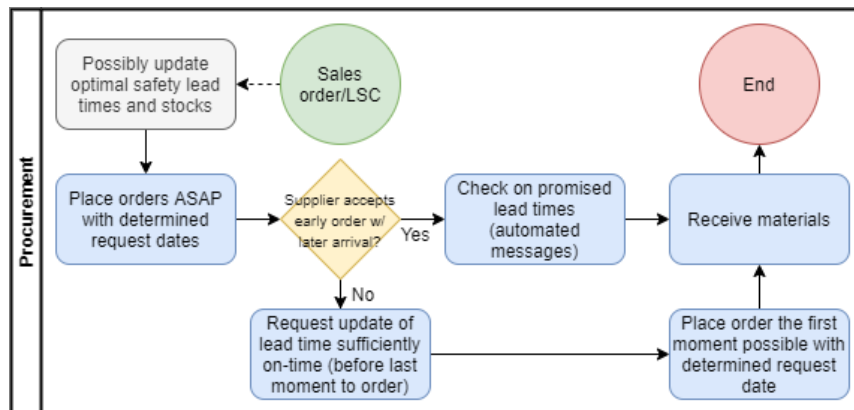 Procurement
Possibly update
optimal safety lead
times and stocks
Sales
order/LSC
End
Place orders ASAP
with determined
request dates
Supplier accepts
early order w/
later arrival?
Yes
Check on promised
lead times
(automated
messages)
Receive materials
No
Request update of
lead time sufficiently
on-time (before last
moment to order)
Place order the first
moment possible with
determined request
date